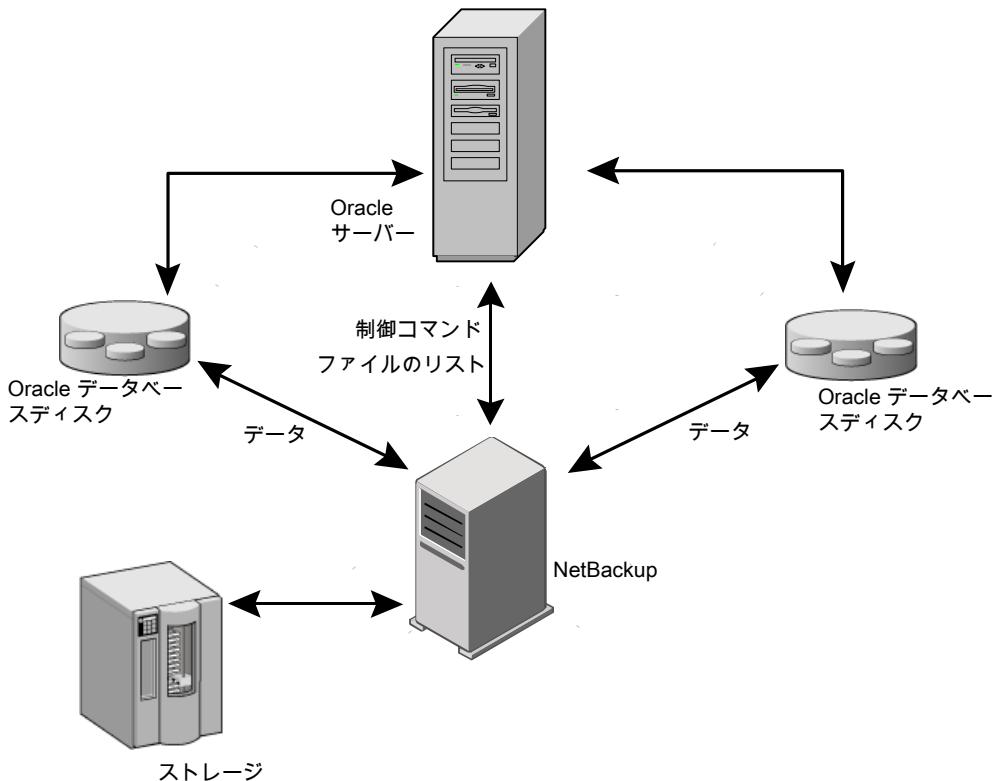 Oracle
サーバー
制御コマンド
ファイルのリスト
Oracle データベー
スディスク
Oracle データベー
スディスク
データ
データ
NetBackup
ストレージ